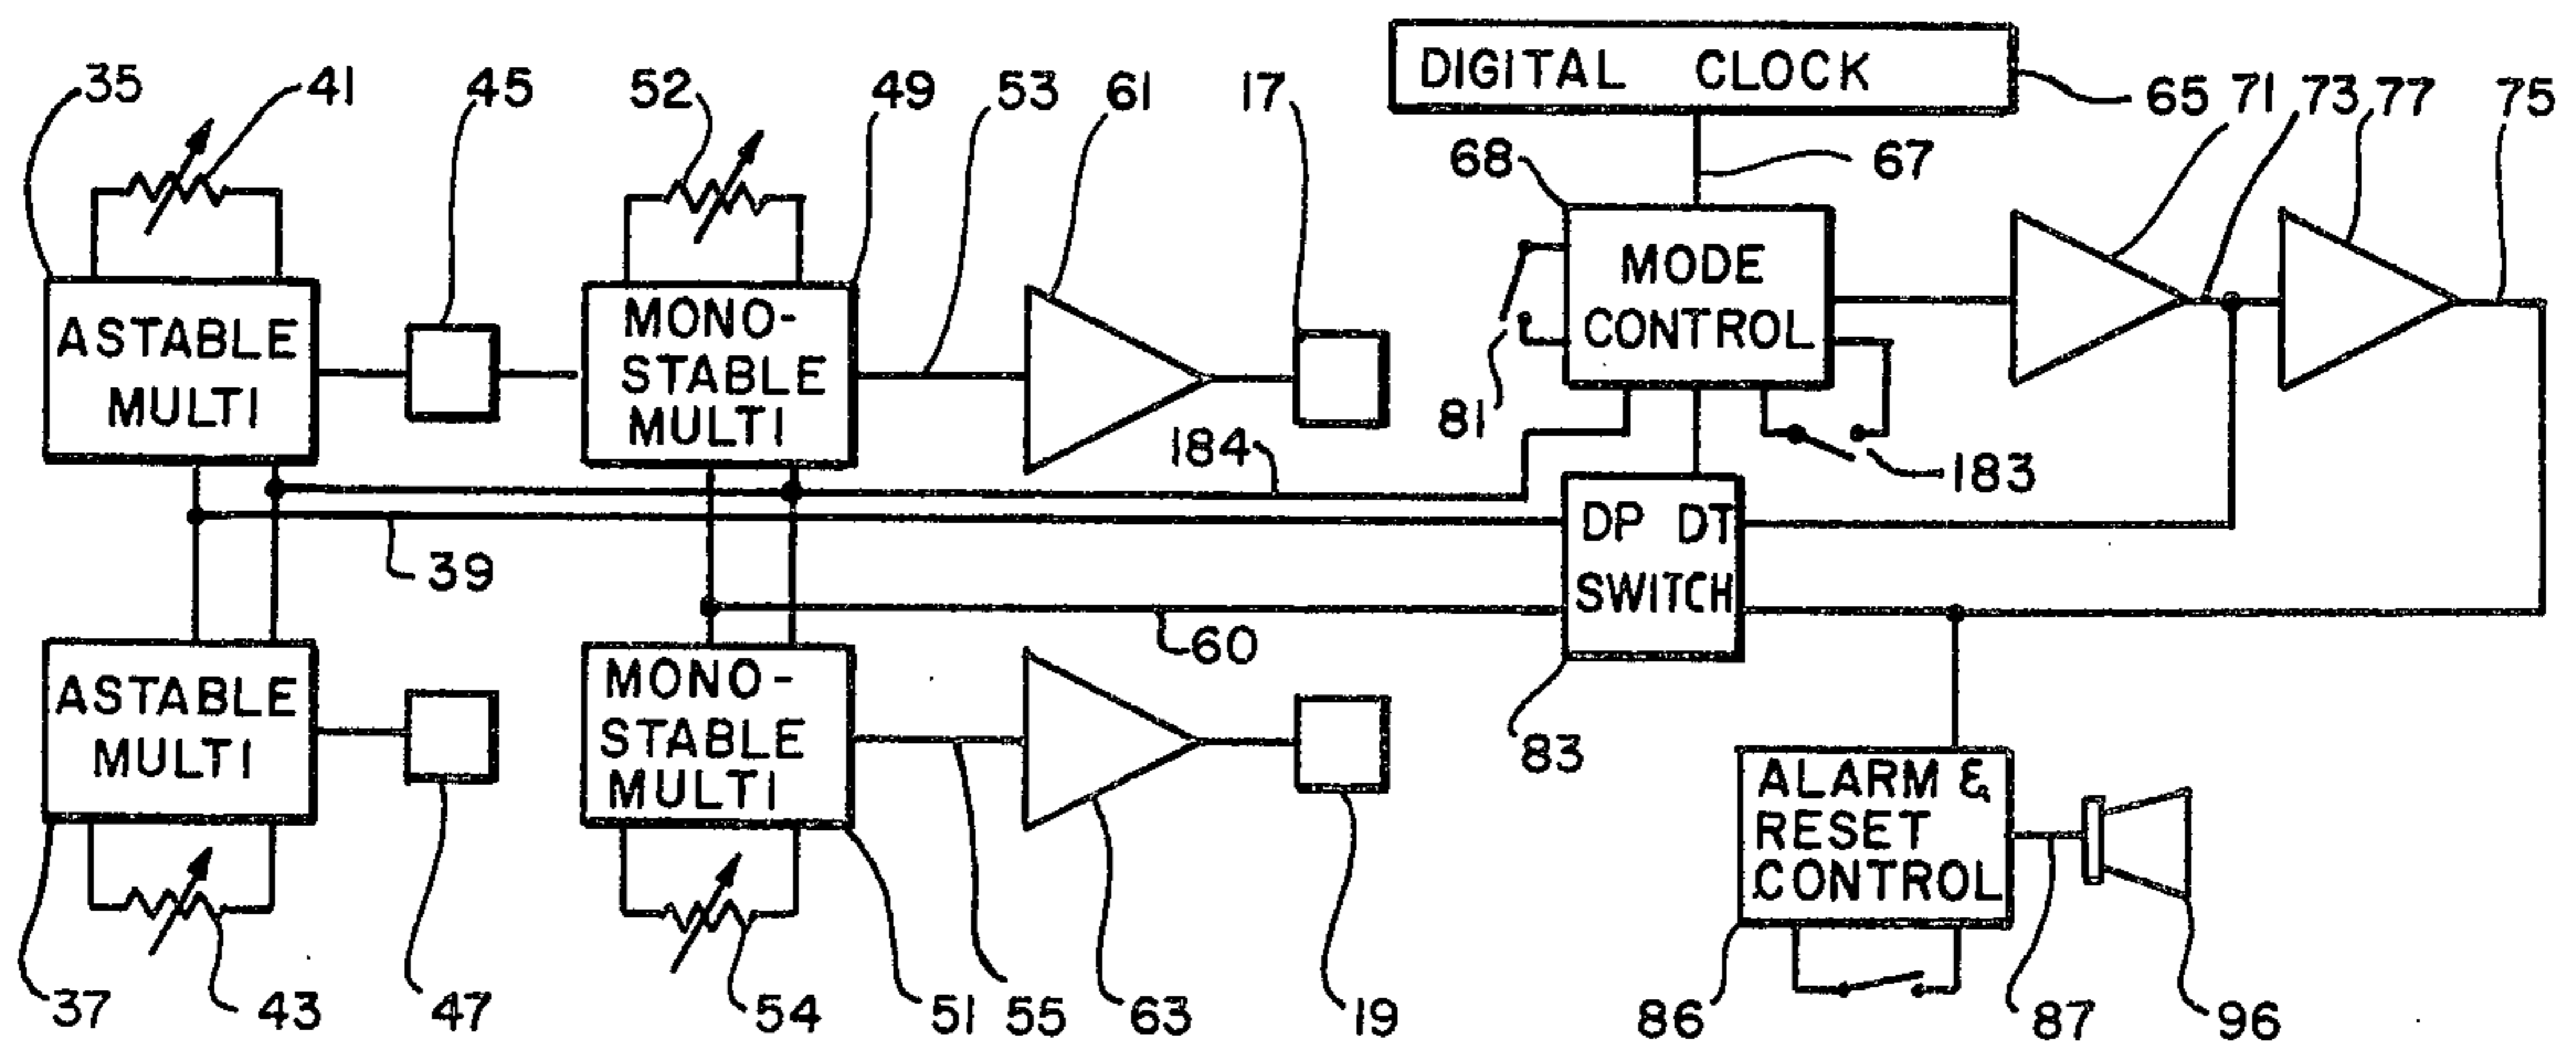 DIGITAL CLOCK
35
41
45
52
49
53
61
17
65
71
73
77
75
68
67
ASTABLE
MULTI
MONO-
STABLE
MULTI
MODE
CONTROL
81
184
183
39
DP DT
SWITCH
60
83
ASTABLE
MULTI
MONO-
STABLE
MULTI
ALARM &
RESET
CONTROL
37
43
47
54
51
55
63
19
86
87
96